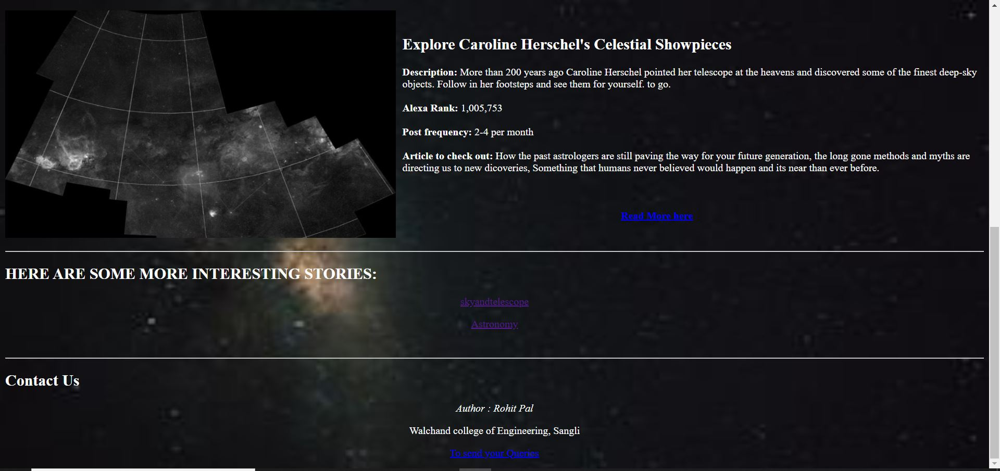 Explore Caroline Herschel's Celestial Showpieces
Description: More than 200 years ago Caroline Herschel pointed her telescope at the heavens and discovered some of the finest deep-sky
objects. Follow in her footsteps and see them for yourself. to go.
Alexa Rank: 1,005,753
Post frequency: 2-4 per month
Article to check out: How the past astrologers are still paving the way for your future generation, the long gone methods and myths are
directing us to new dicoveries, Something that humans never believed would happen and its near than ever before.
Read More here
HERE ARE SOME MORE INTERESTING STORIES:
skyandtelescope
Astronomy
Contact Us
Author : Rohit Pal
Walchand college of Engineering, Sangli
To send your Queries